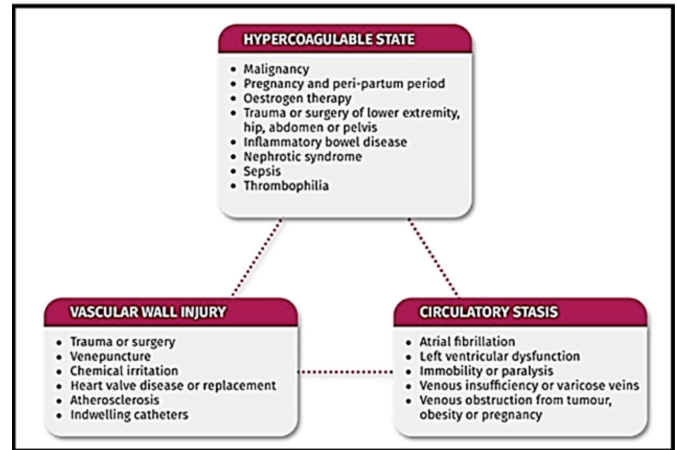 HYPERCOAGULABLE STATE
• Malignancy
• Pregnancy and peri-partum period
• Oestrogen therapy
• Trauma or surgery of lower extremity,
hip, abdomen or pelvis
• Inflammatory bowel disease
• Nephrotic syndrome
• Sepsis
• Thrombophilia
VASCULAR WALL INJURY
• Trauma or surgery
• Venepuncture
• Chemical irritation
• Heart valve disease or replacement
• Atherosclerosis
• Indwelling catheters
CIRCULATORY STASIS
• Atrial fibrillation
• Left ventricular dysfunction
• Immobility or paralysis
• Venous insufficiency or varicose veins
• Venous obstruction from tumour,
obesity or pregnancy